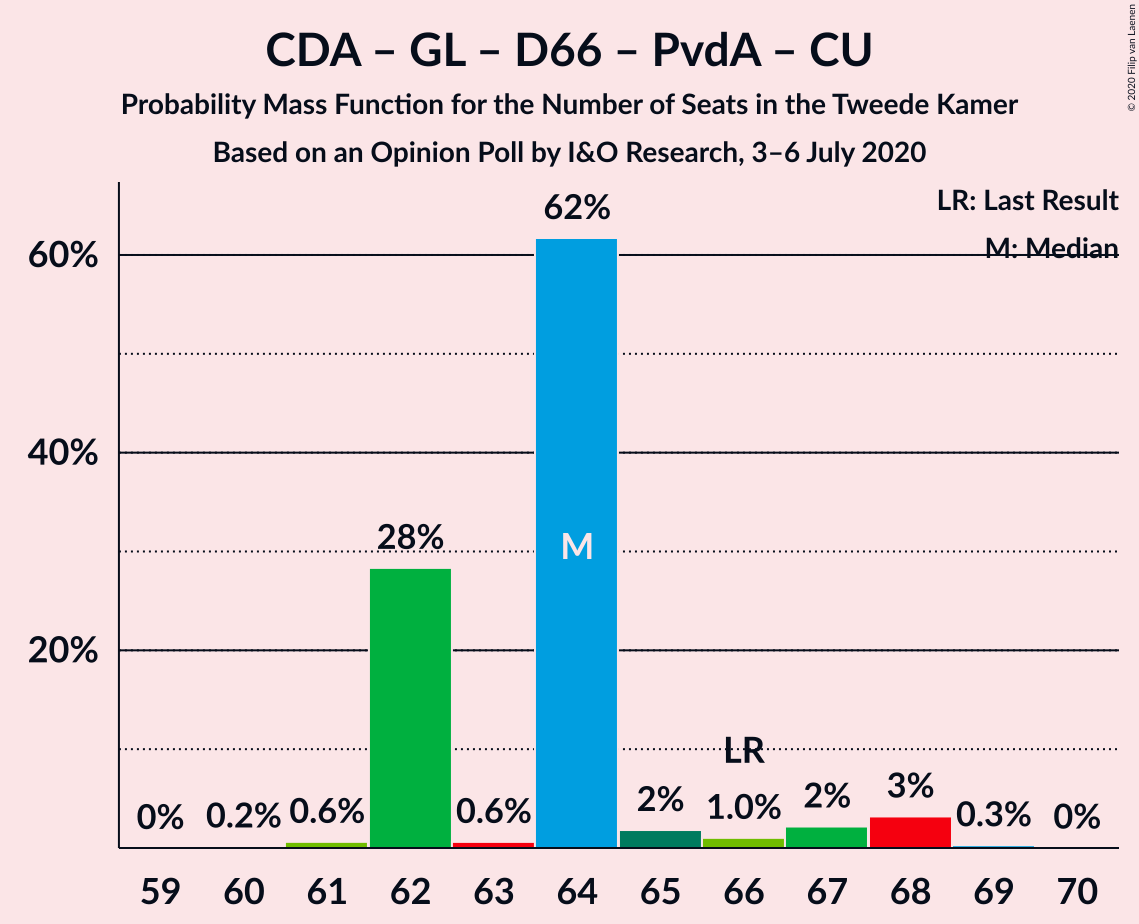 CDA – GL – D66 – PvdA – CU
Probability Mass Function for the Number of Seats in the Tweede Kamer
Based on an Opinion Poll by I&O Research, 3–6 July 2020
© 2020 Filip van Laenen
LR: Last Result
M: Median
60%
40%
20%
0%
0.2%
0.6%
28%
0.6%
62%
M
2%
LR
1.0%
2%
3%
0.3%
0%
59 60 61 62 63 64 65 66 67 68 69 70